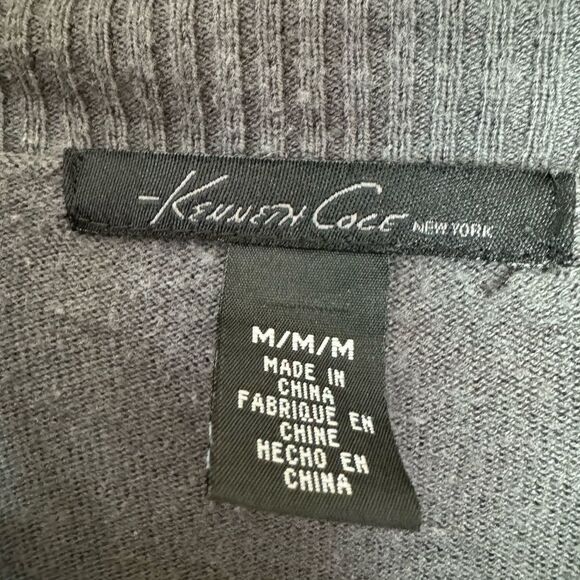 -Kenneth Cole NEW YORK
M/M/M
MADE IN
CHINA
FABRIQUE EN
CHINE
HECHO EN
CHINA